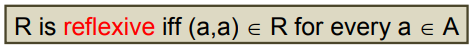 R is reflexive iff (a,a) ∈ R for every a ∈ A